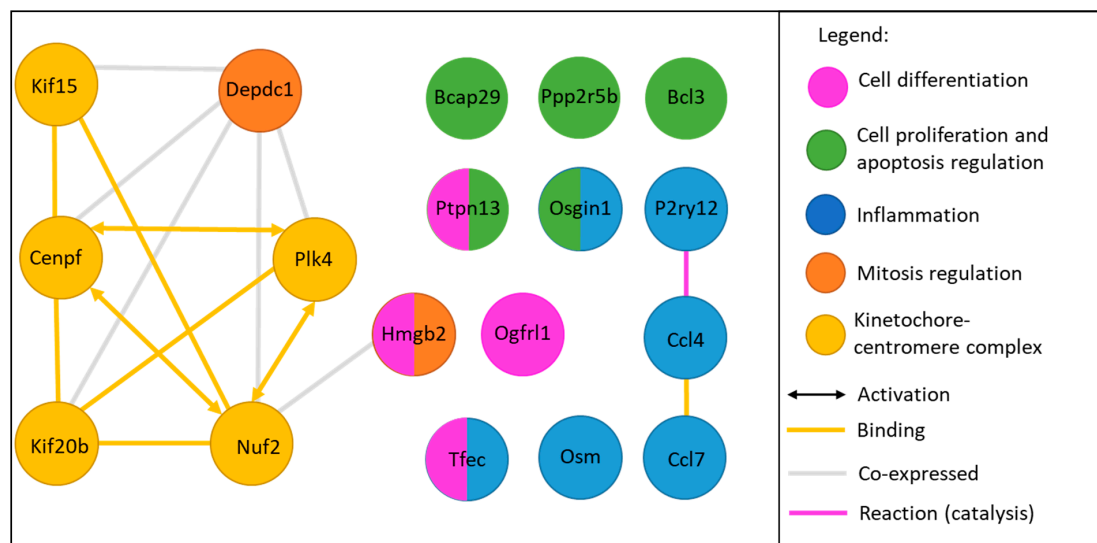 Kif15
Depdc1
Bcap29
Ppp2r5b
Bcl3
Ptpn13
Osgin1
P2ry12
Cenpf
Plk4
Hmgb2
Ogfrl1
Ccl4
Kif20b
Nuf2
Tfec
Osm
Ccl7
Legend:
Cell differentiation
Cell proliferation and
apoptosis regulation
Inflammation
Mitosis regulation
Kinetochore-
centromere complex
Activation
Binding
Co-expressed
Reaction (catalysis)